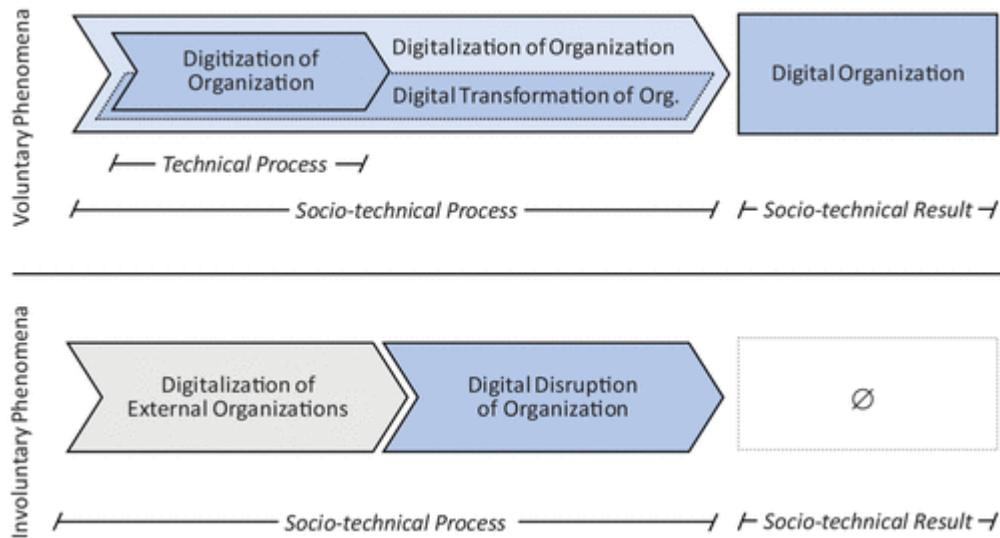 Voluntary Phenomena
Digitization of
Organization
Digitalization of Organization
Digital Transformation of Org.
Digital Organization
Technical Process
Socio-technical Process
Socio-technical Result
Involuntary Phenomena
Digitalization of
External Organizations
Digital Disruption
of Organization
∅
Socio-technical Process
Socio-technical Result